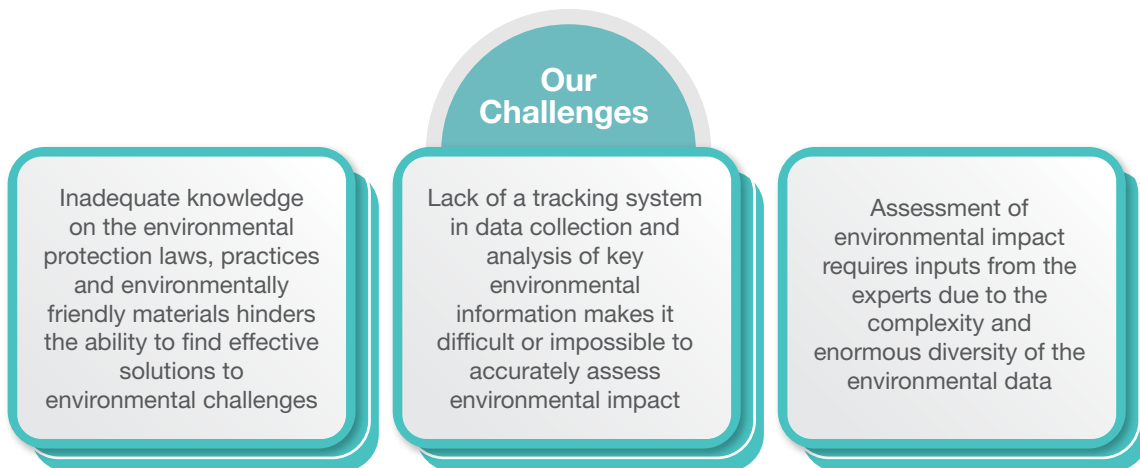 Our
Challenges
Inadequate knowledge
on the environmental
protection laws, practices
and environmentally
friendly materials hinders
the ability to find effective
solutions to
environmental challenges
Lack of a tracking system
in data collection and
analysis of key
environmental
information makes it
difficult or impossible to
accurately assess
environmental impact
Assessment of
environmental impact
requires inputs from the
experts due to the
complexity and
enormous diversity of the
environmental data